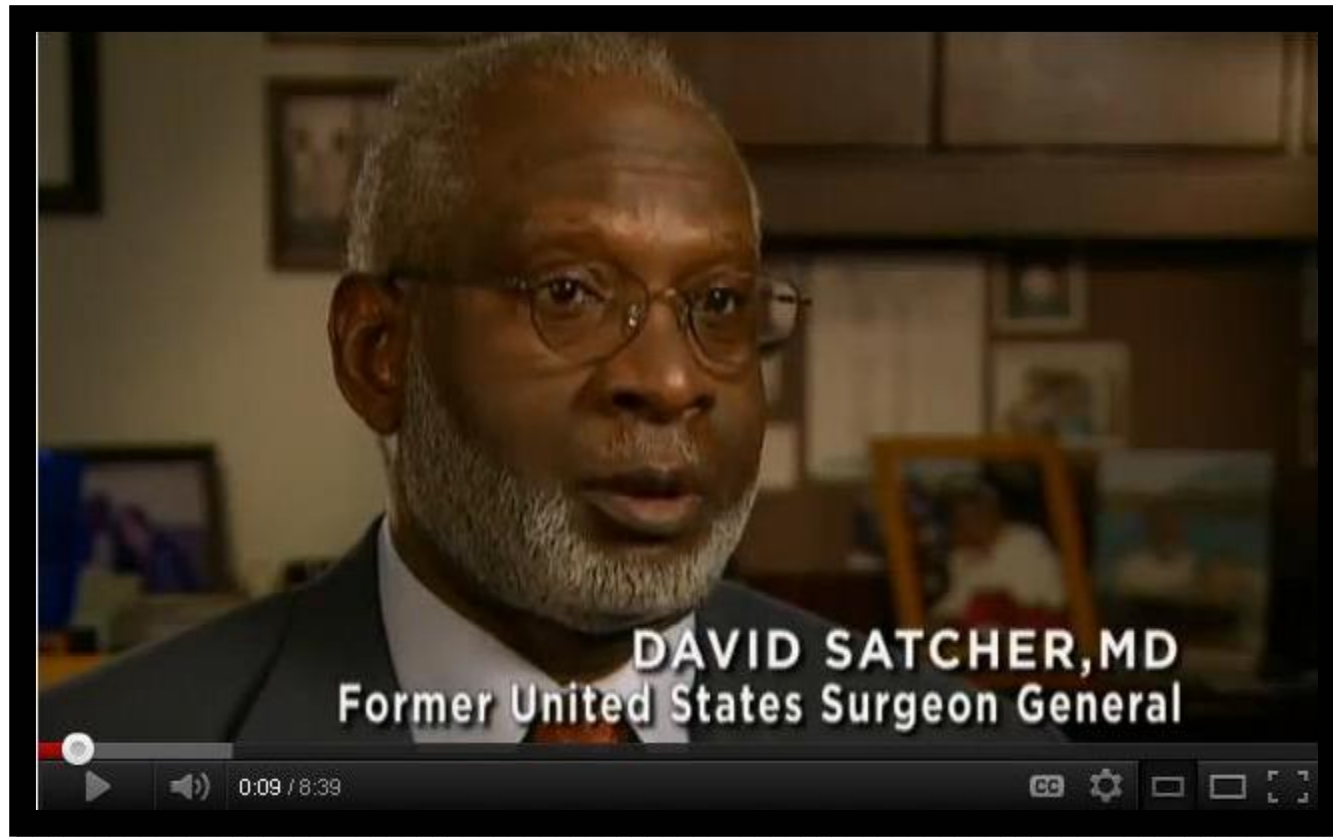 DAVID SATCHER,MD
Former United States Surgeon General
0:09 / 8:39
CC